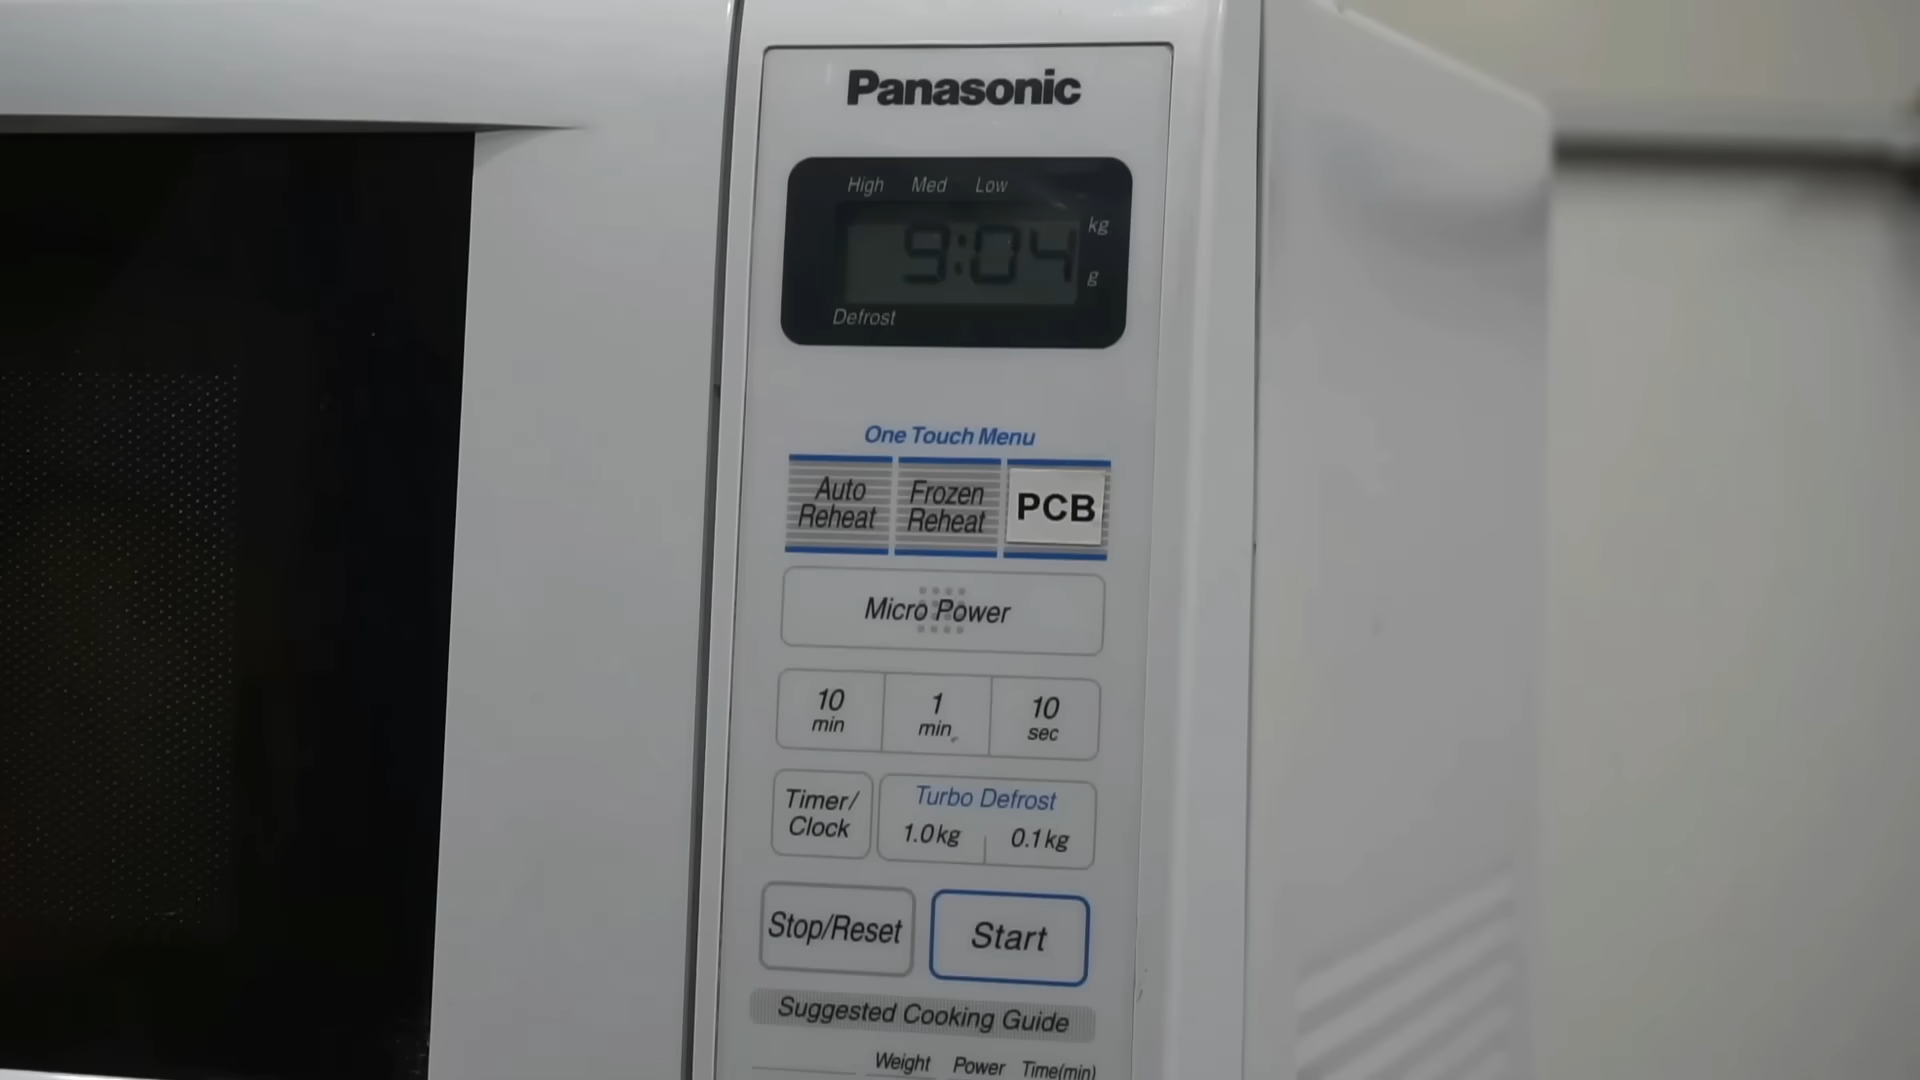 Panasonic
High Med Low
9:04
kg
g
Defrost
One Touch Menu
Auto Reheat
Frozen Reheat
PCB
Micro Power
10 min
1 min
10 sec
Timer/ Clock
Turbo Defrost
1.0kg 0.1kg
Stop/Reset
Start
Suggested Cooking Guide
Weight Power Time(min)